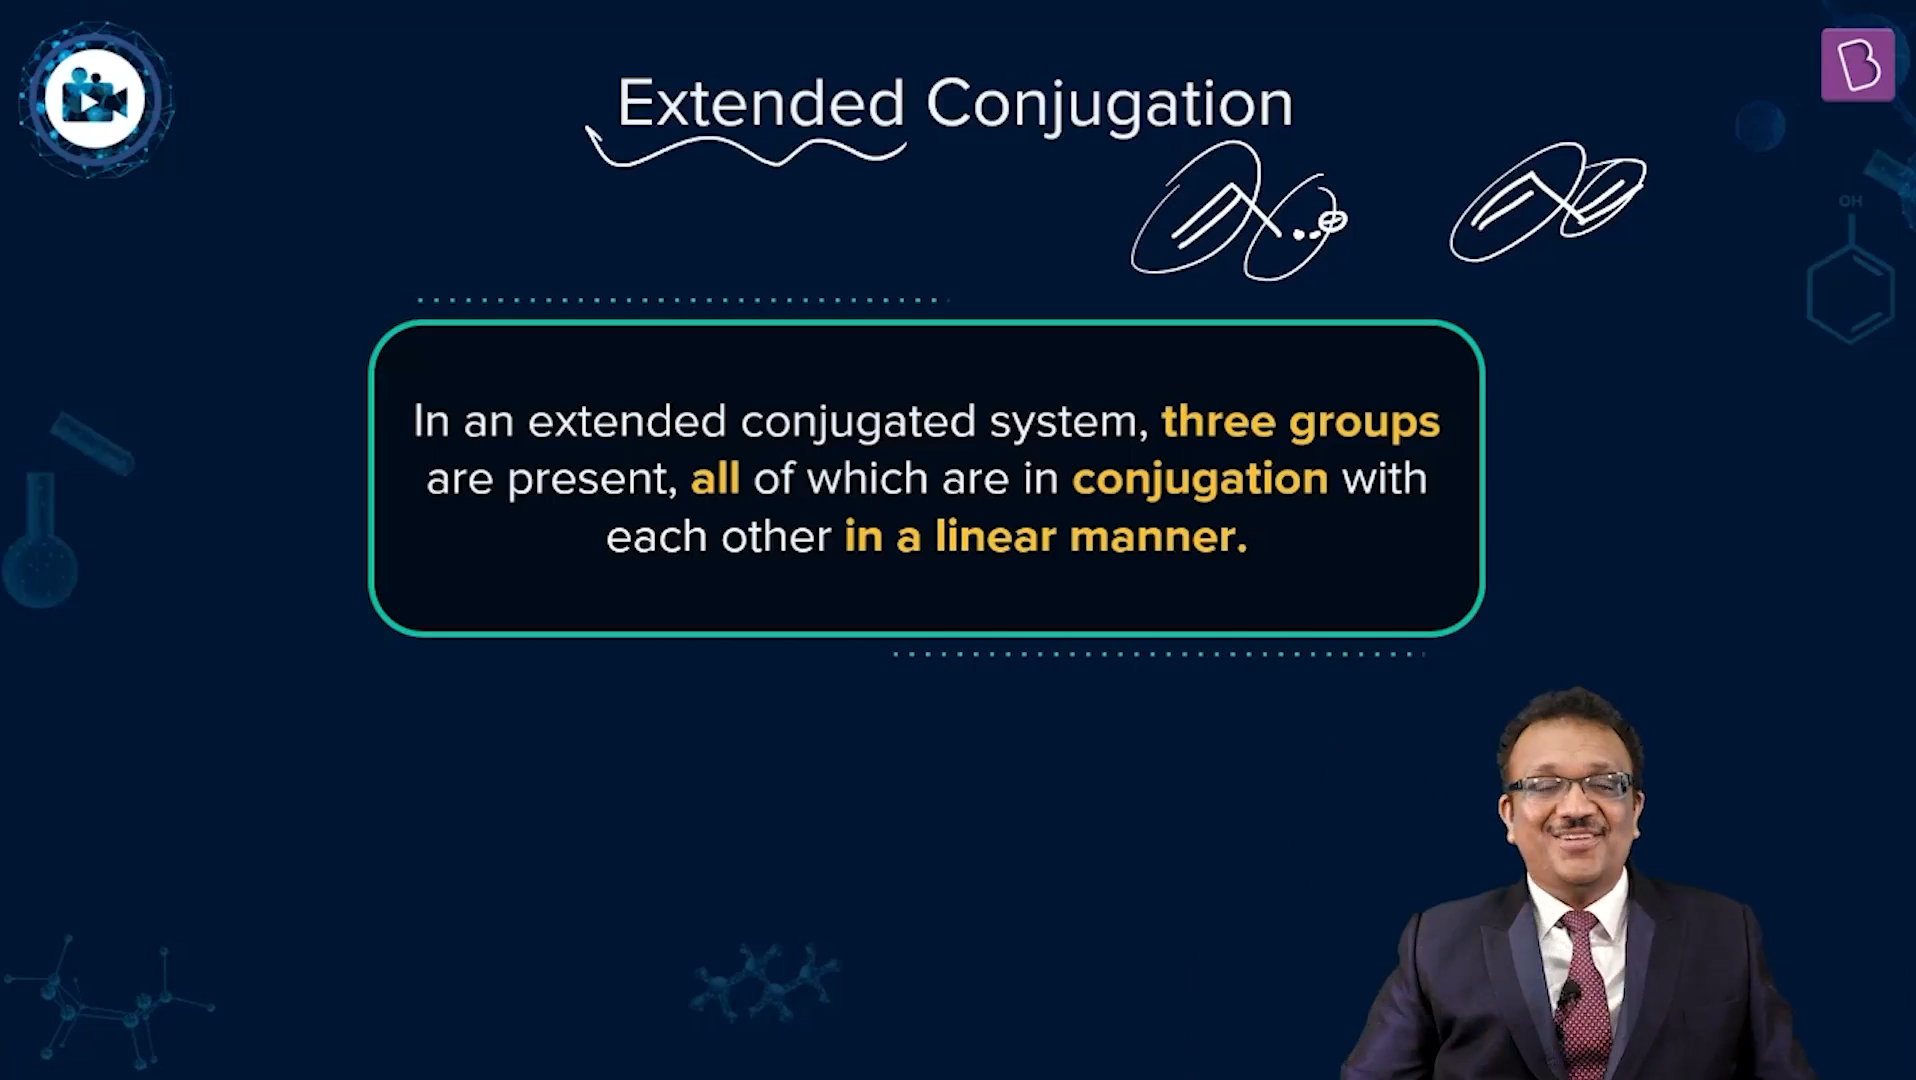 Extended Conjugation
OH
In an extended conjugated system, three groups
are present, all of which are in conjugation with
each other in a linear manner.